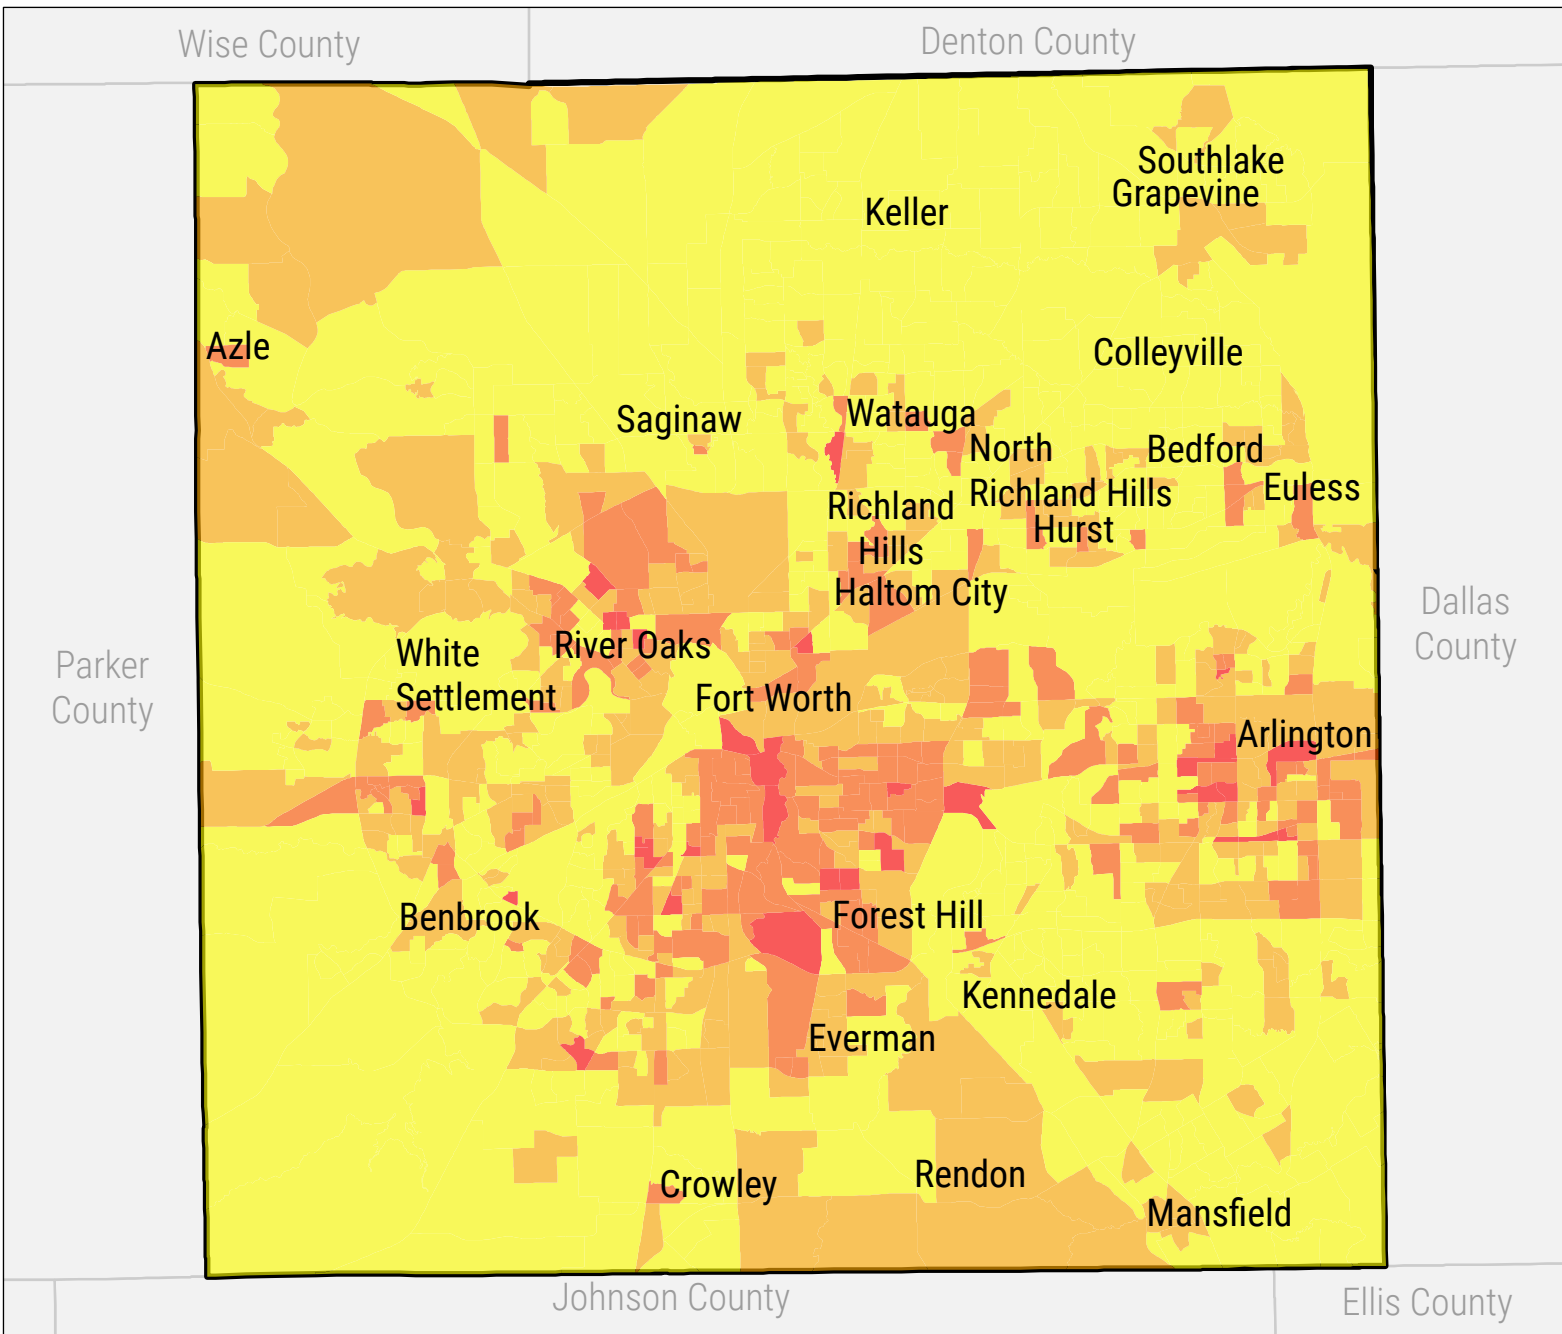 Wise County
Denton County
Southlake
Grapevine
Keller
Azle
Colleyville
Saginaw
Watauga
North
Richland Hills
Bedford
Euless
Richland
Hills
Hurst
Haltom City
Dallas
County
Parker
County
White
Settlement
River Oaks
Fort Worth
Arlington
Benbrook
Forest Hill
Kennedale
Everman
Crowley
Rendon
Mansfield
Johnson County
Ellis County